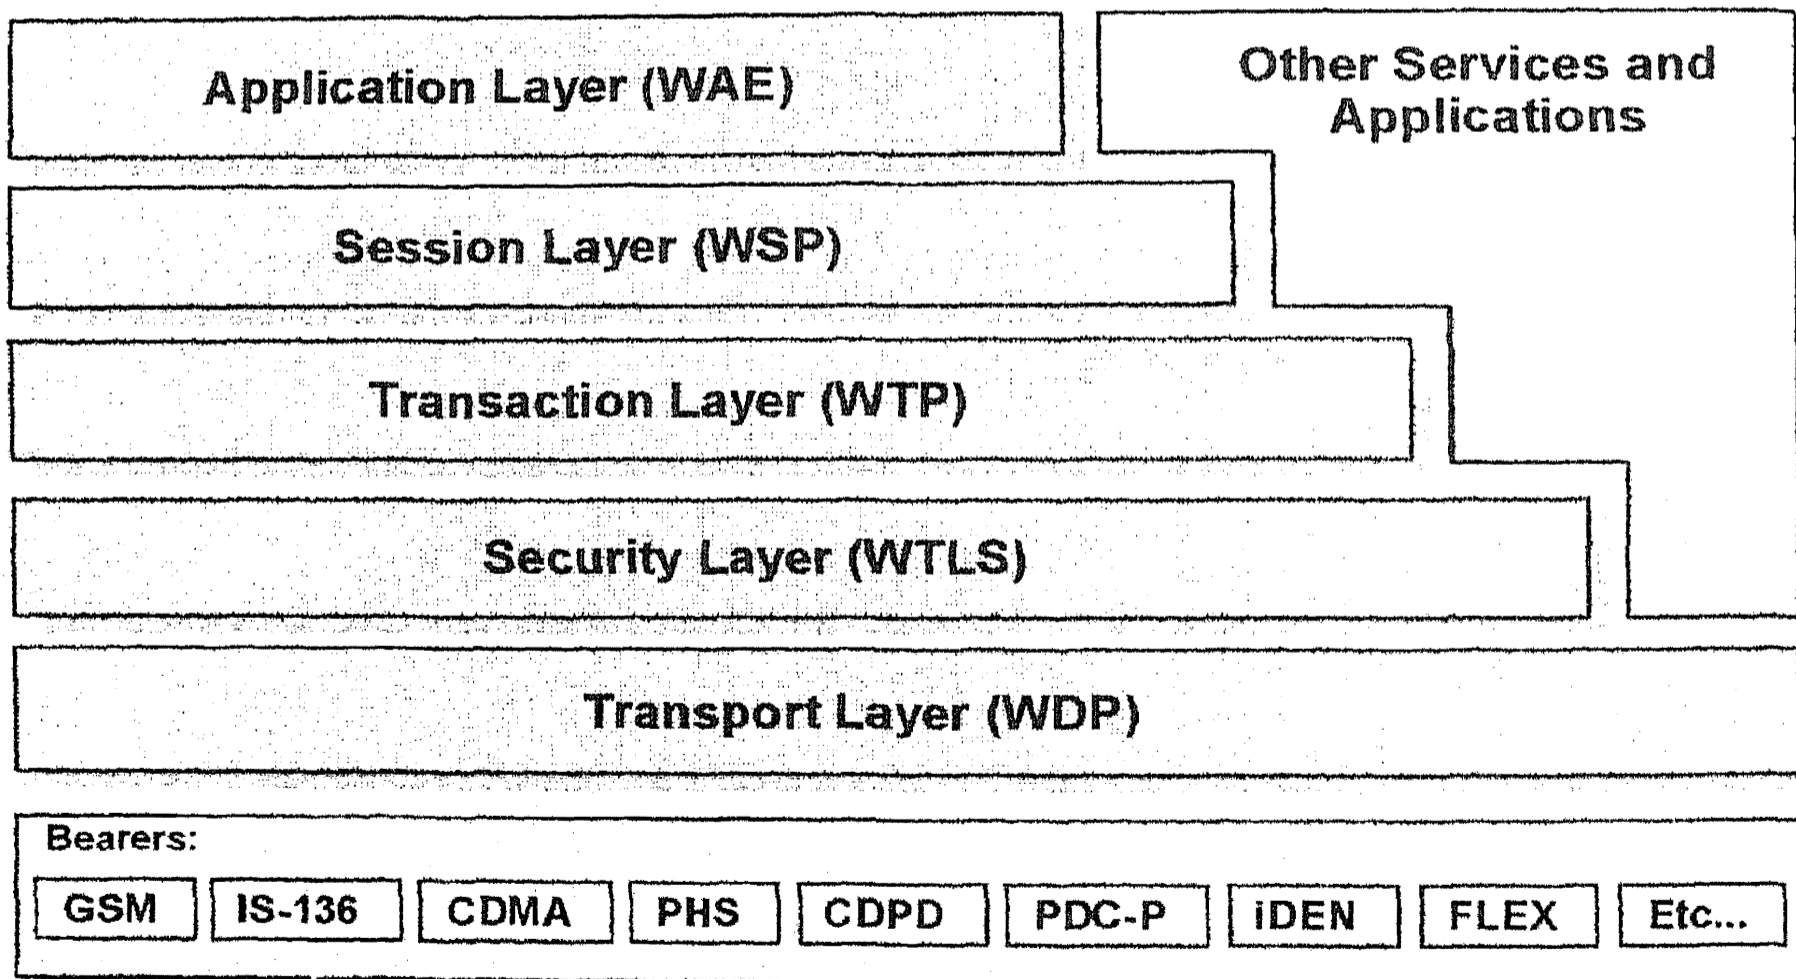 Application Layer (WAE)
Other Services and
Applications
Session Layer (WSP)
Transaction Layer (WTP)
Security Layer (WTLS)
Transport Layer (WDP)
Bearers:
GSM
IS-136
CDMA
PHS
CDPD
PDC-P
iDEN
FLEX
Etc...